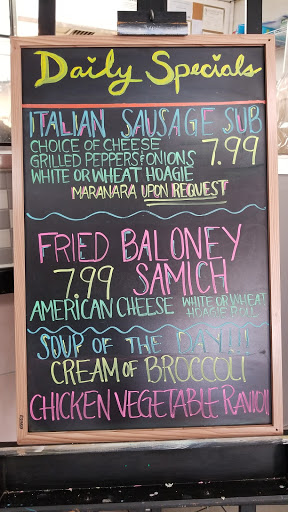 Daily Specials
ITALIAN SAUSAGE SUB
CHOICE OF CHEESE 7.99
GRILLED PEPPERS & ONIONS
WHITE OR WHEAT HOAGIE
MARANARA UPON REQUEST
FRIED BALONEY
7.99 SAMICH
AMERICAN CHEESE WHITE OR WHEAT
HOAGIE ROLL
SOUP OF THE DAY!!!
CREAM OF BROCCOLI
CHICKEN VEGETABLE RAVIOLI